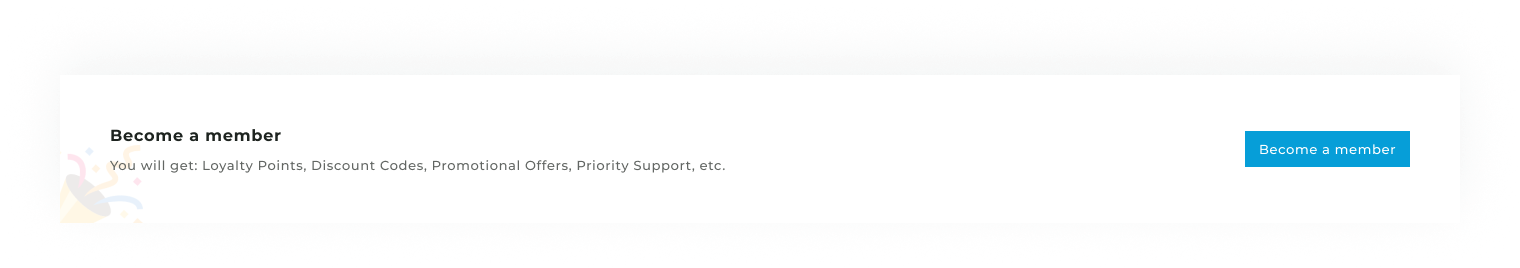 Become a member
You will get: Loyalty Points, Discount Codes, Promotional Offers, Priority Support, etc.
Become a member